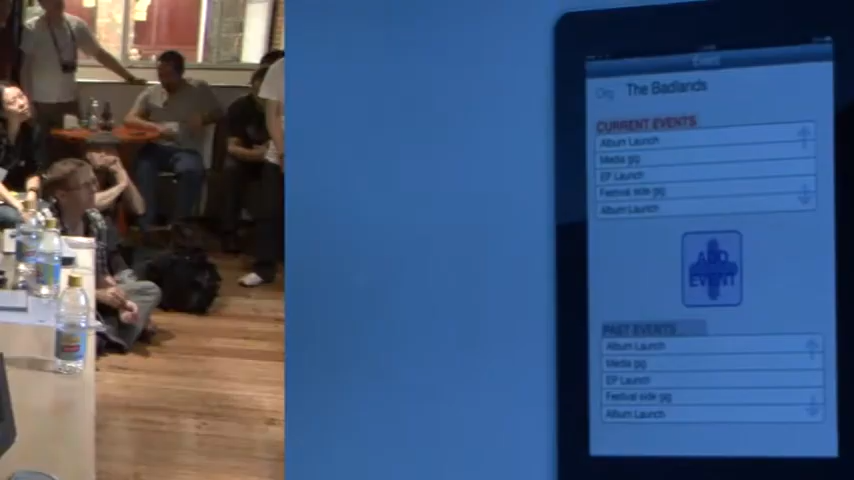 Org The Badlands
CURRENT EVENTS
Album Launch
Media gig
EP Launch
Festival side gig
Album Launch
ADD
EVENT
PAST EVENTS
Album Launch
Media gig
EP Launch
Festival side gig
Album Launch